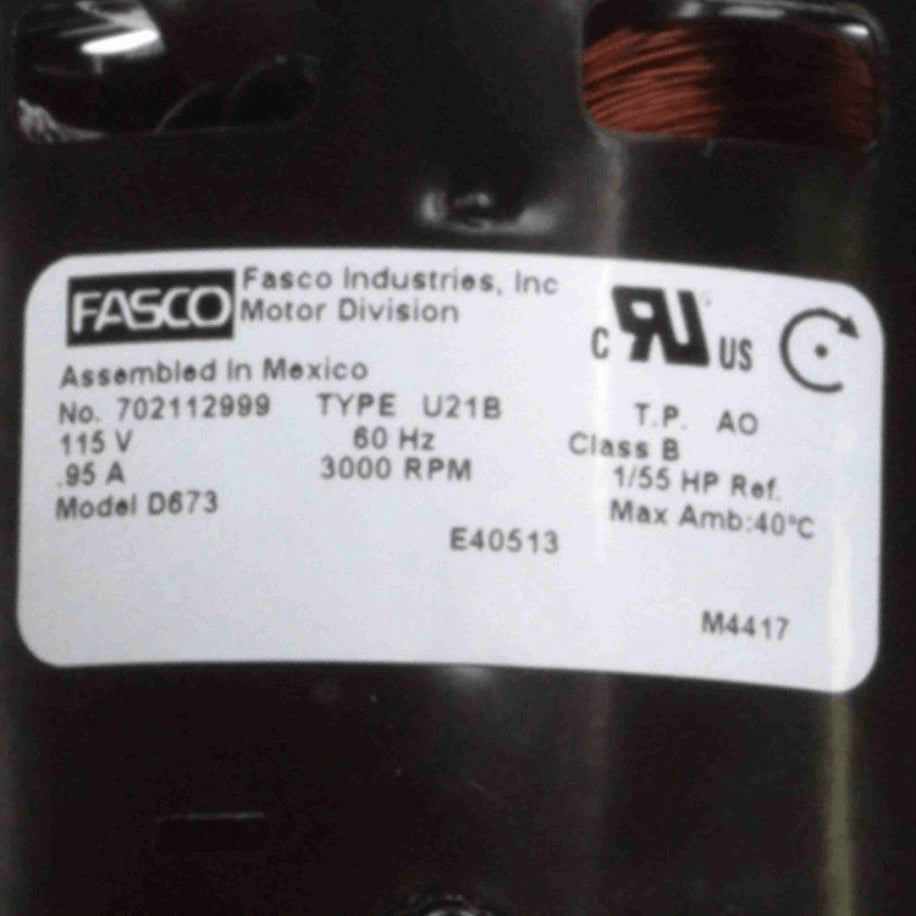 FASCO Fasco Industries, Inc
Motor Division
Assembled In Mexico
No. 702112999 TYPE U21B T.P. AO
115 V 60 Hz Class B
.95 A 3000 RPM 1/55 HP Ref.
Model D673 Max Amb:40°C
E40513
M4417
C RU US